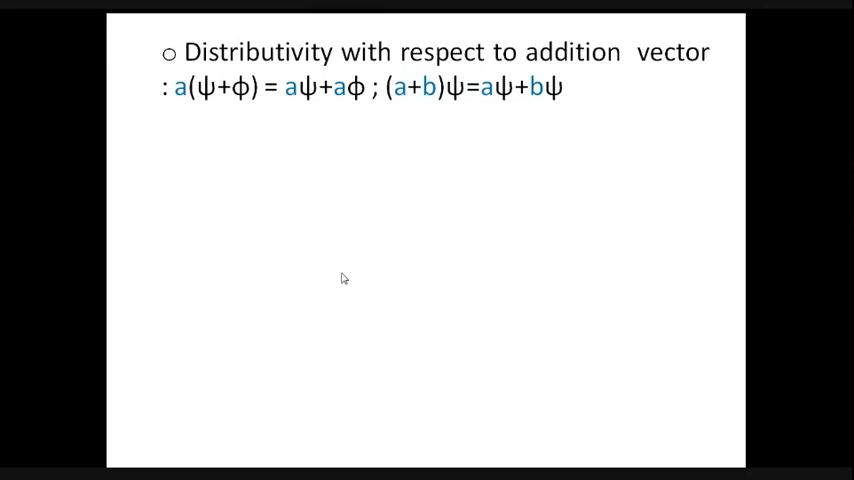 o Distributivity with respect to addition vector
: a(ψ+ϕ) = aψ+aϕ ; (a+b)ψ=aψ+bψ